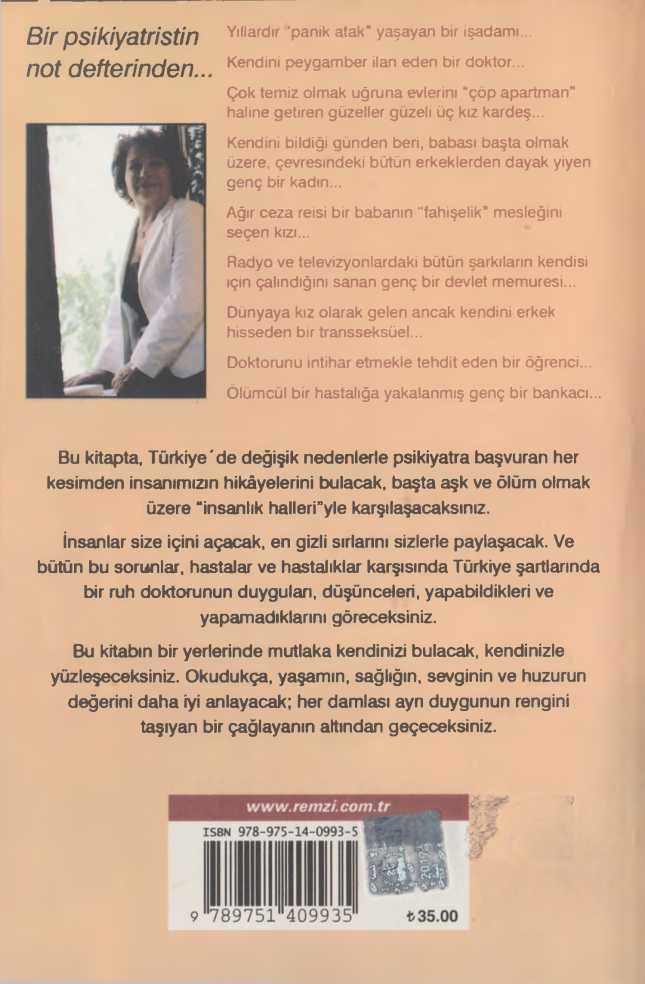 Bir psikiyatristin
not defterinden...
Yıllardır "panik atak" yaşayan bir işadamı...
Kendini peygamber ilan eden bir doktor...
Çok temiz olmak uğruna evlerini "çöp apartman"
haline getiren güzeller güzeli üç kız kardeş...
Kendini bildiği günden beri, babası başta olmak
üzere, çevresindeki bütün erkeklerden dayak yiyen
genç bir kadın...
Ağır ceza reisi bir babanın "fahişelik" mesleğini
seçen kızı...
Radyo ve televizyonlardaki bütün şarkıların kendisi
için çalındığını sanan genç bir devlet memuresi...
Dünyaya kız olarak gelen ancak kendini erkek
hisseden bir transseksüel...
Doktorunu intihar etmekle tehdit eden bir öğrenci...
Ölümcül bir hastalığa yakalanmış genç bir bankacı...
Bu kitapta, Türkiye´de değişik nedenlerle psikiyatra başvuran her
kesimden insanımızın hikâyelerini bulacak, başta aşk ve ölüm olmak
üzere "insanlık halleri"yle karşılaşacaksınız.
İnsanlar size içini açacak, en gizli sırlarını sizlerle paylaşacak. Ve
bütün bu sorunlar, hastalar ve hastalıklar karşısında Türkiye şartlarında
bir ruh doktorunun duyguları, düşünceleri, yapabildikleri ve
yapamadıklarını göreceksiniz.
Bu kitabın bir yerlerinde mutlaka kendinizi bulacak, kendinizle
yüzleşeceksiniz. Okudukça, yaşamın, sağlığın, sevginin ve huzurun
değerini daha iyi anlayacak; her damlası ayrı duygunun rengini
taşıyan bir çağlayanın altından geçeceksiniz.
www.remzi.com.tr
ISBN 978-975-14-0993-5
9 789751 409935
₺35.00